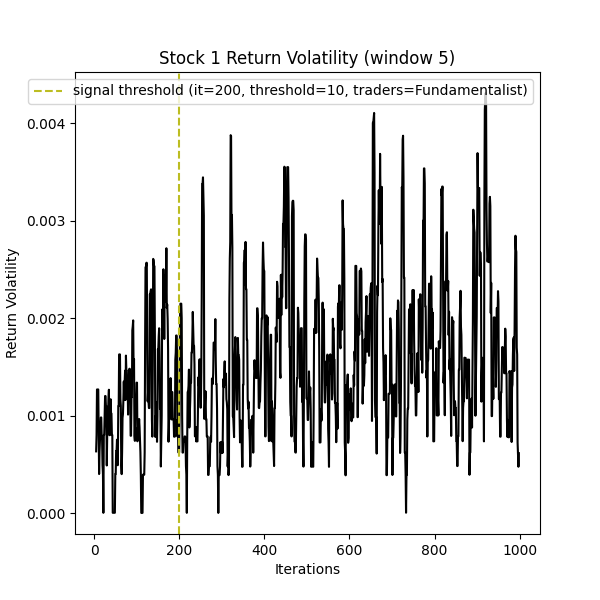 Stock 1 Return Volatility (window 5)
signal threshold (it=200, threshold=10, traders=Fundamentalist)
0.004
0.003
0.002
0.001
0.000
Return Volatility
0 200 400 600 800 1000
Iterations